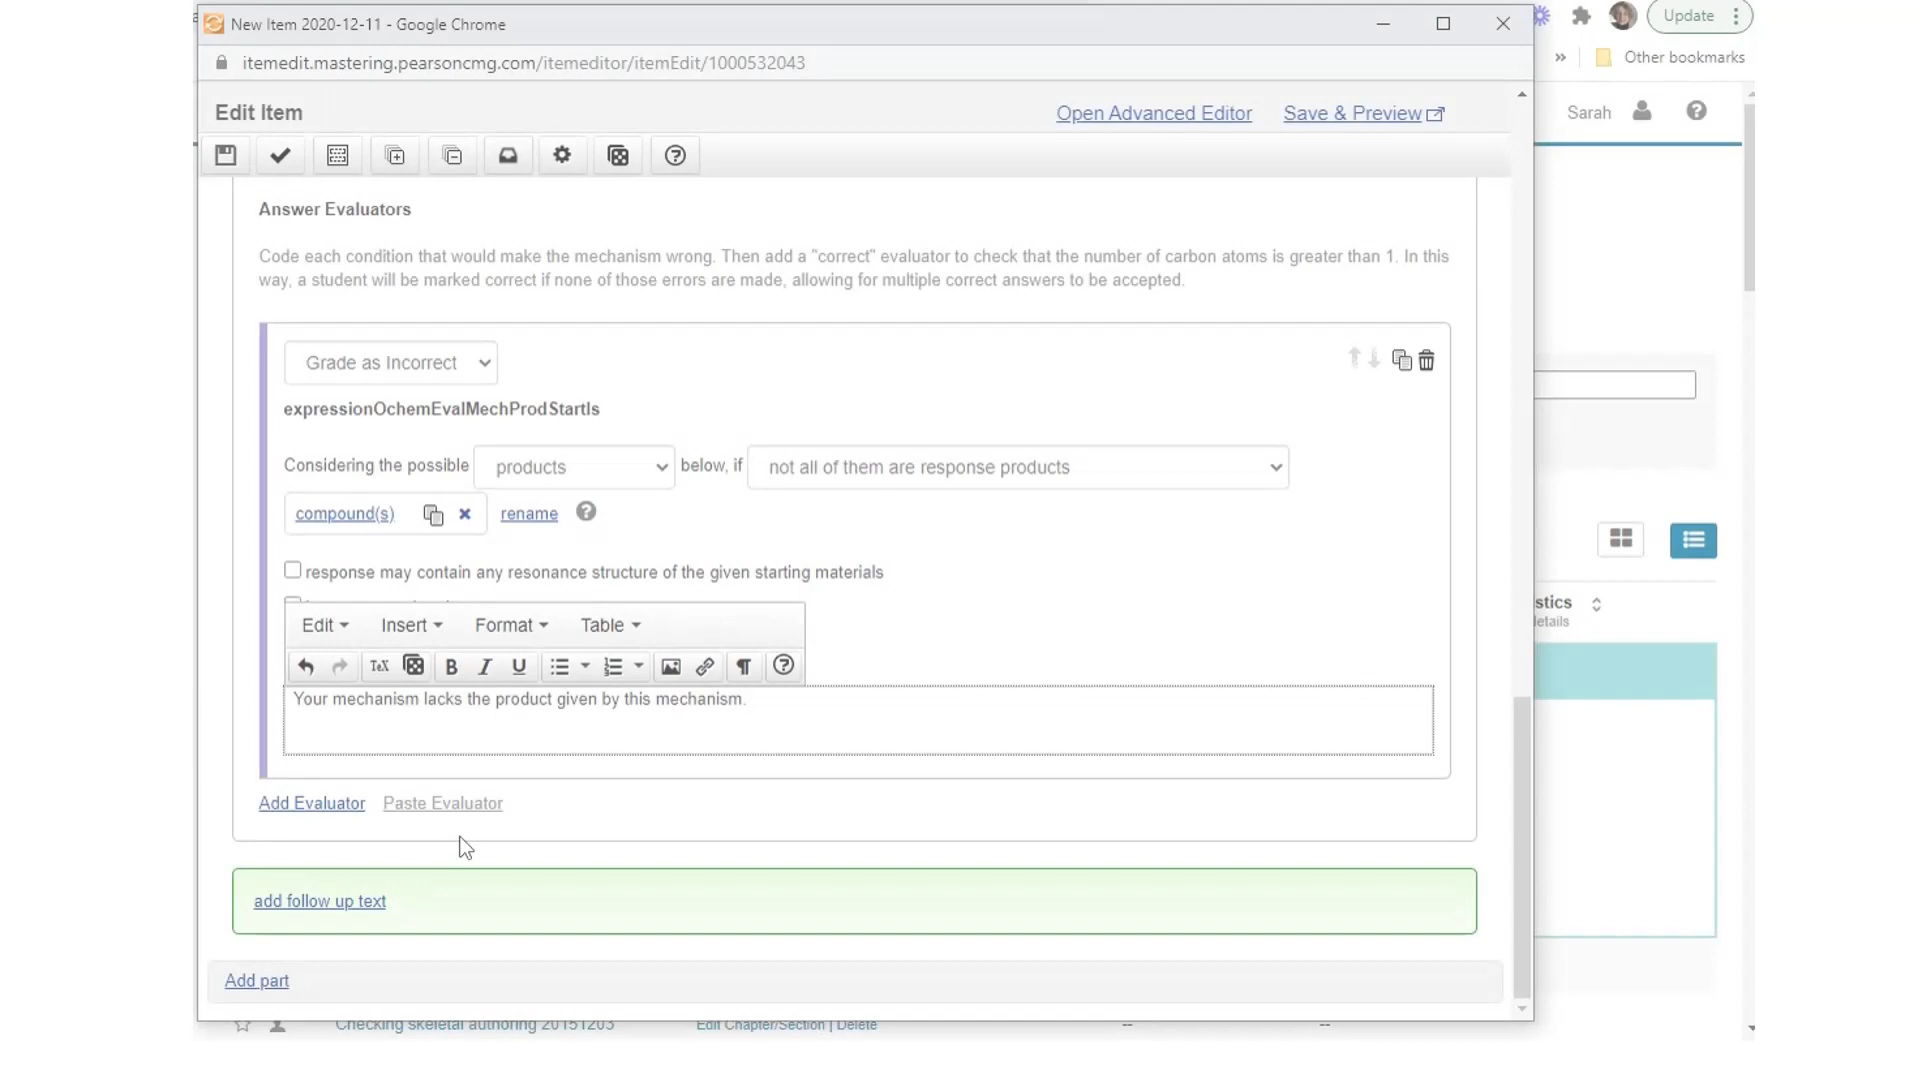 New Item 2020-12-11 - Google Chrome
Update
itemedit.mastering.pearsoncmg.com/itemeditor/itemEdit/1000532043
» Other bookmarks
Edit Item
Open Advanced Editor
Save & Preview
Sarah
Answer Evaluators
Code each condition that would make the mechanism wrong. Then add a "correct" evaluator to check that the number of carbon atoms is greater than 1. In this
way, a student will be marked correct if none of those errors are made, allowing for multiple correct answers to be accepted.
Grade as Incorrect
expressionOchemEvalMechProdStartIs
Considering the possible products below, if not all of them are response products
compound(s) rename
response may contain any resonance structure of the given starting materials
Edit Insert Format Table
TeX B I U
Your mechanism lacks the product given by this mechanism.
Add Evaluator Paste Evaluator
add follow up text
Add part
stics
details
Checking skeletal authoring 20151203 Edit Chapter/Section | Delete -- --